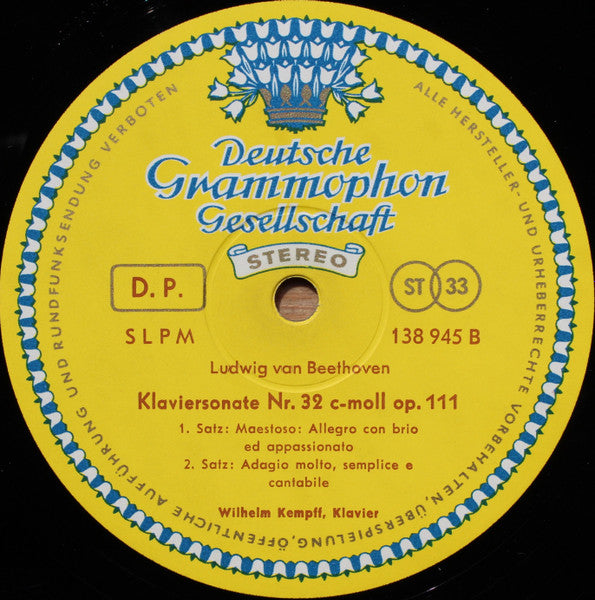 Deutsche
Grammophon
Gesellschaft
STEREO
D. P.
ST 33
SLPM
138 945 B
Ludwig van Beethoven
Klaviersonate Nr. 32 c-moll op. 111
1. Satz: Maestoso: Allegro con brio
ed appassionato
2. Satz: Adagio molto, semplice e
cantabile
Wilhelm Kempff, Klavier
ALLE HERSTELLER- UND URHEBERRECHTE VORBEHALTEN, ÜBERSPIELUNG, ÖFFENTLICHE AUFFÜHRUNG UND RUNDFUNKSENDUNG VERBOTEN